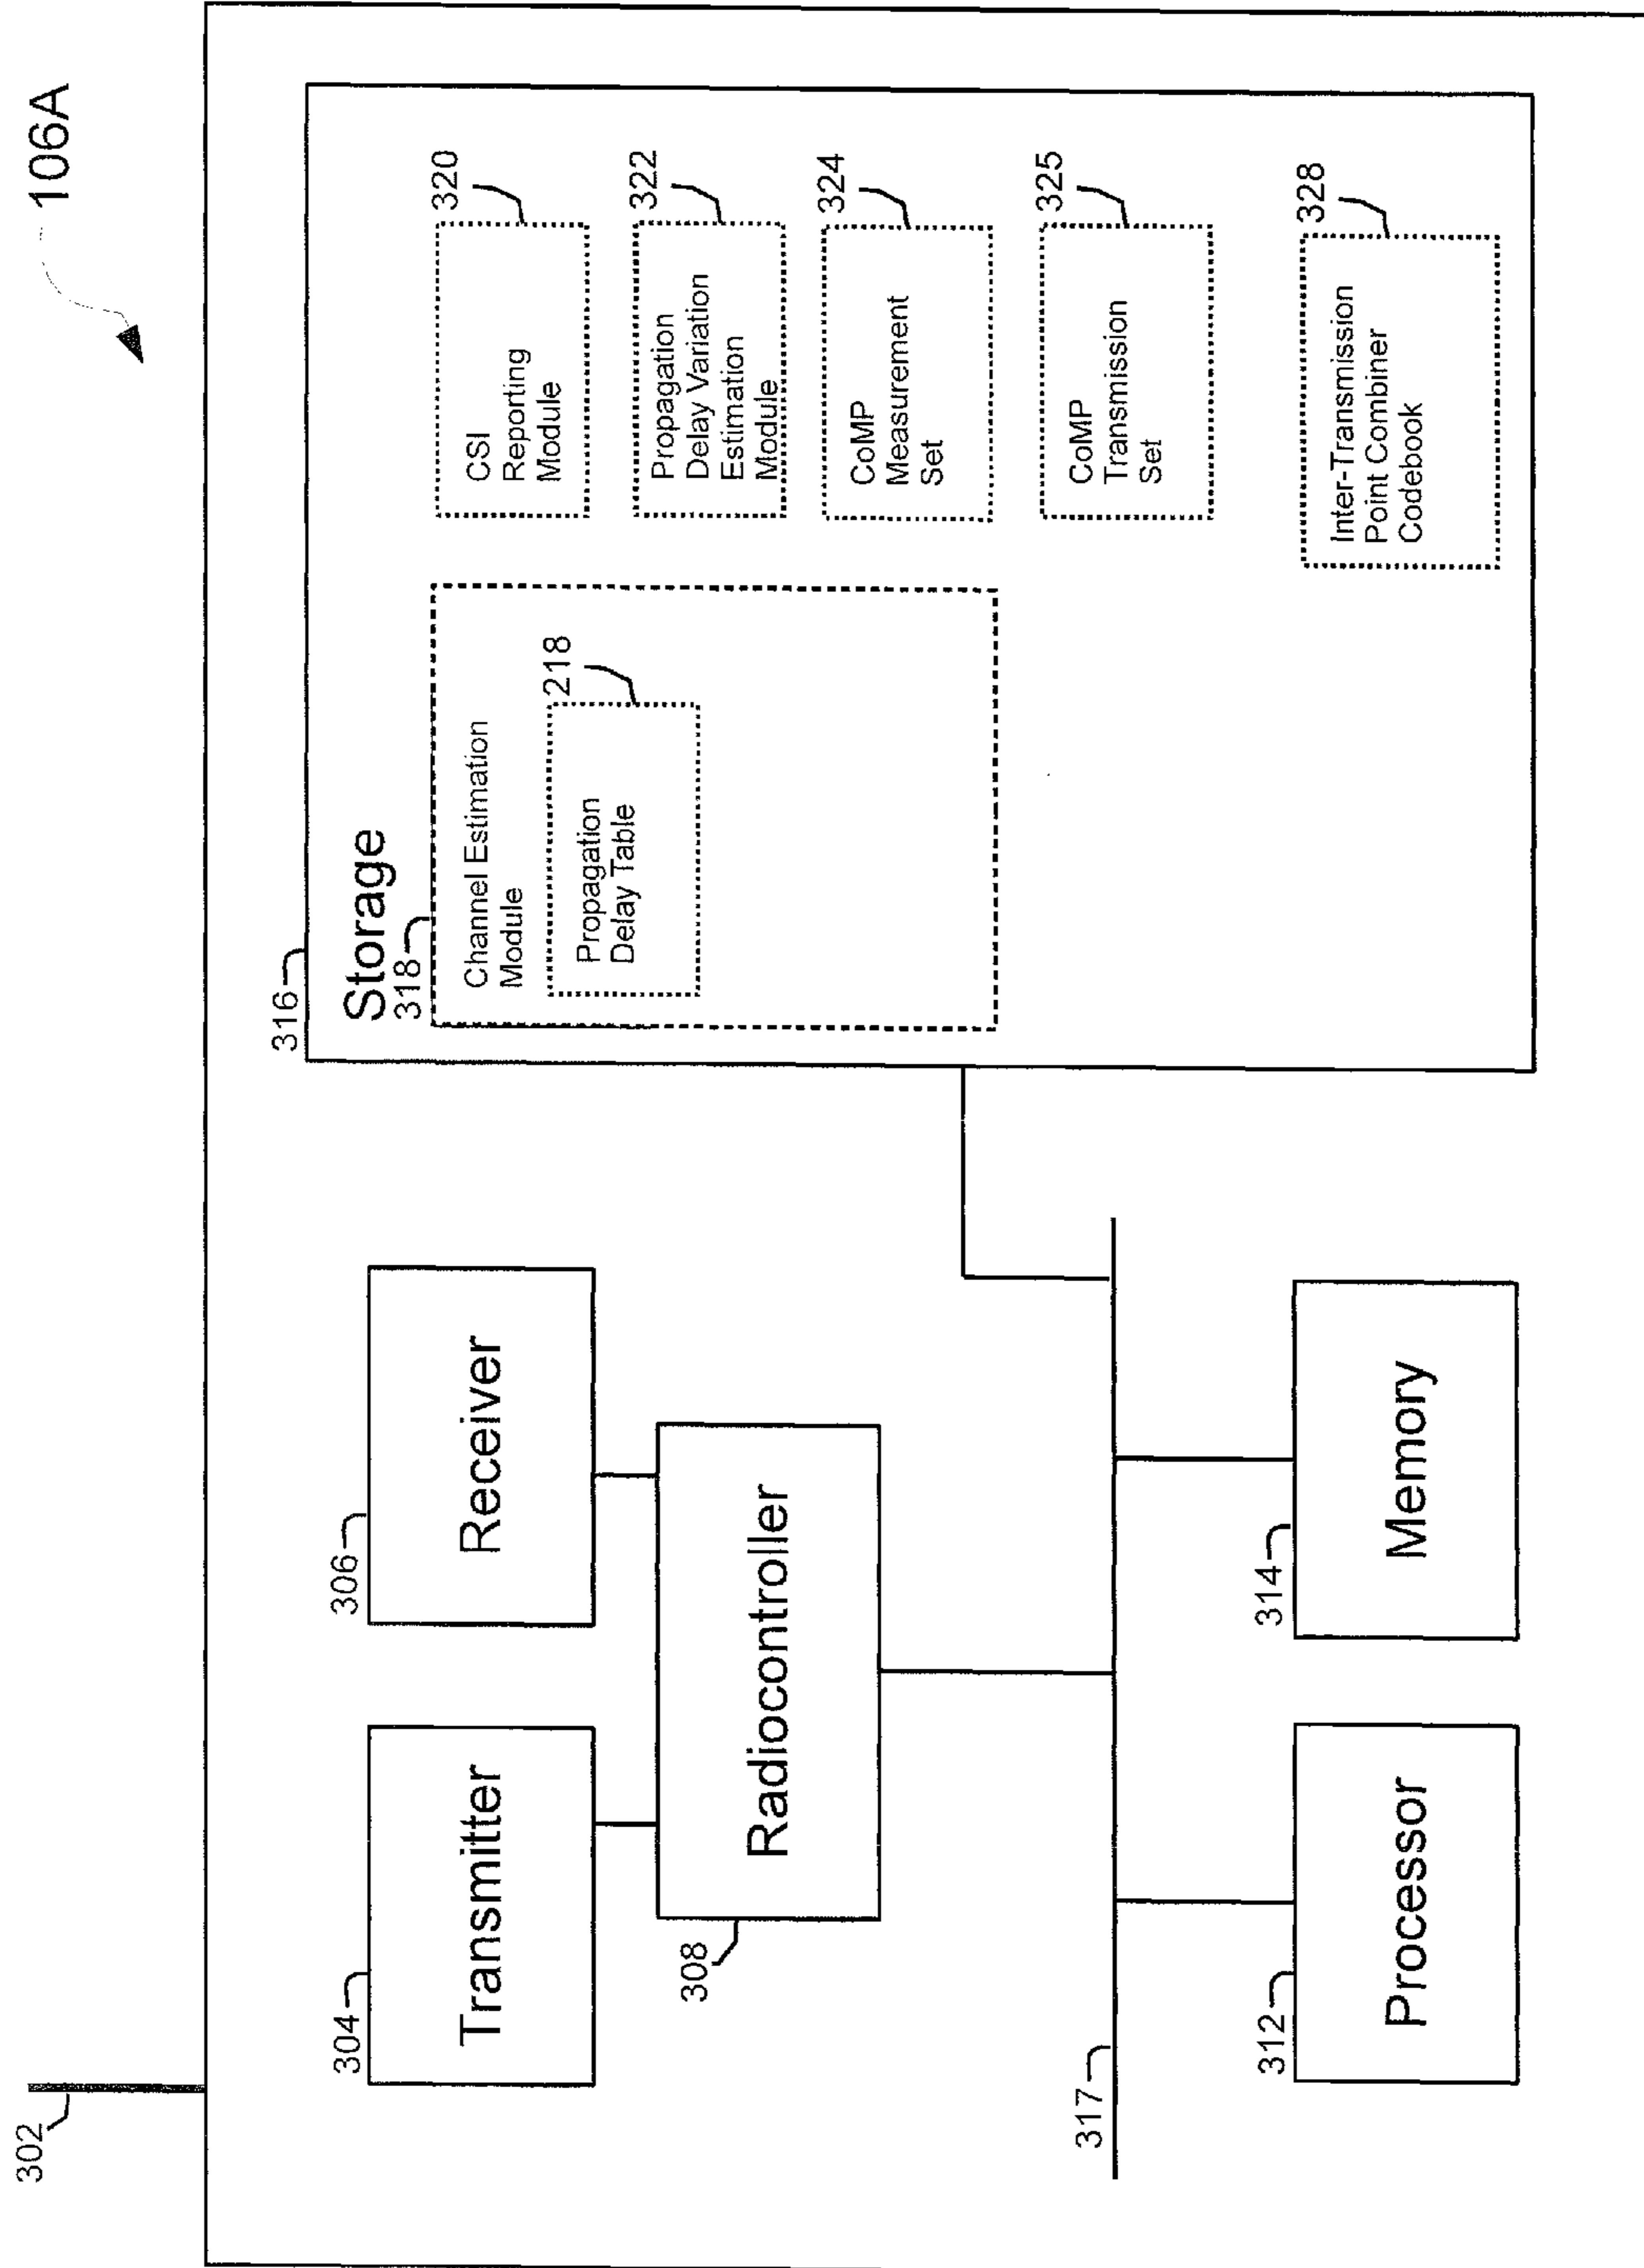 106A
302
304
Transmitter
306
Receiver
308
Radiocontroller
317
312
Processor
314
Memory
316
Storage
318
Channel Estimation
Module
218
Propagation
Delay Table
320
CSI
Reporting
Module
322
Propagation
Delay Variation
Estimation
Module
324
CoMP
Measurement
Set
325
CoMP
Transmission
Set
328
Inter-Transmission
Point Combiner
Codebook